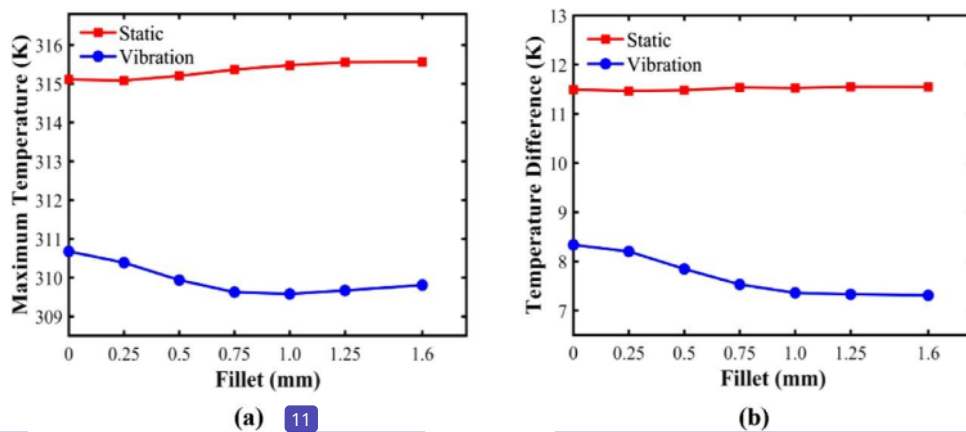 Static
Vibration
316
315
314
313
312
311
310
309
Maximum Temperature (K)
0 0.25 0.5 0.75 1.0 1.25 1.6
Fillet (mm)
(a) 11
Static
Vibration
13
12
11
10
9
8
7
Temperature Difference (K)
0 0.25 0.5 0.75 1.0 1.25 1.6
Fillet (mm)
(b)